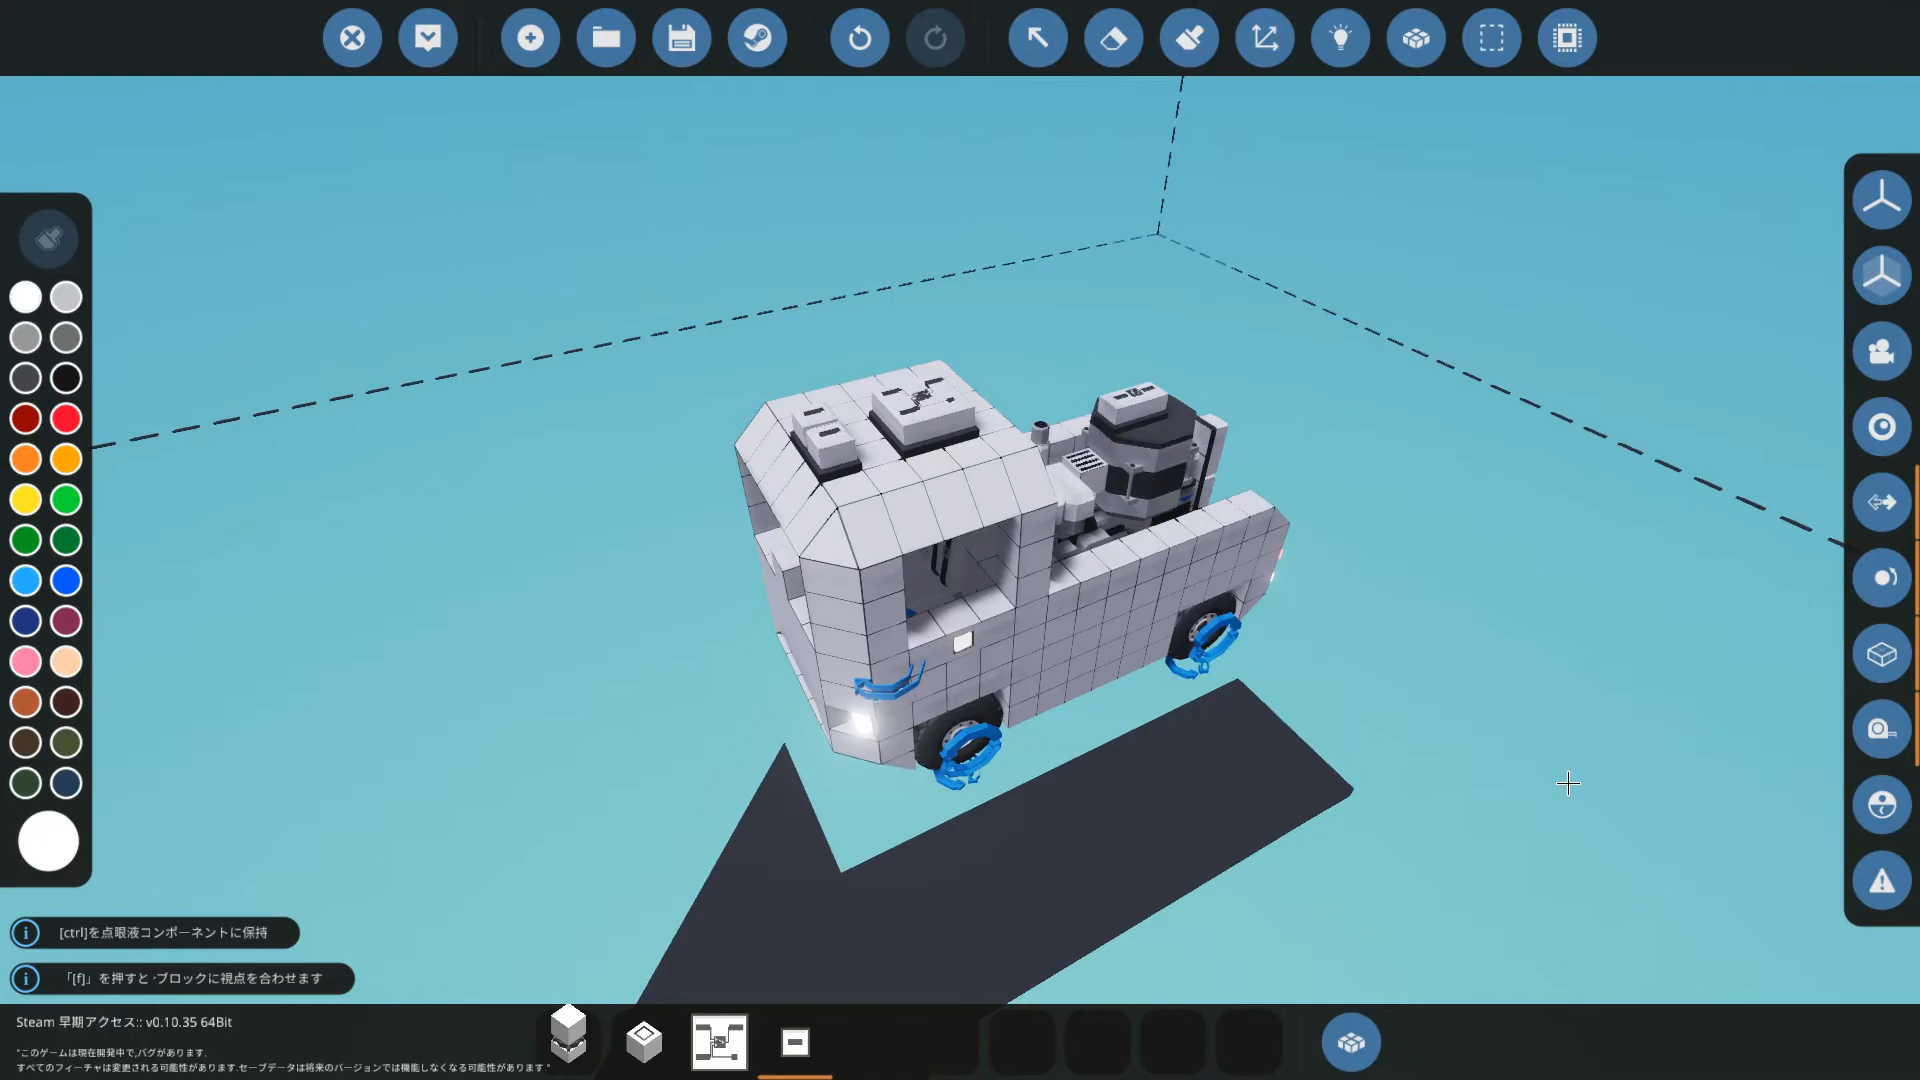 [ctrl]を点眼液コンポーネントに保持
「[f]」を押すと･ブロックに視点を合わせます
Steam 早期アクセス:: v0.10.35 64Bit
"このゲームは現在開発中で,バグがあります.
すべてのフィーチャは変更される可能性があります.セーブデータは将来のバージョンでは機能しなくなる可能性があります."